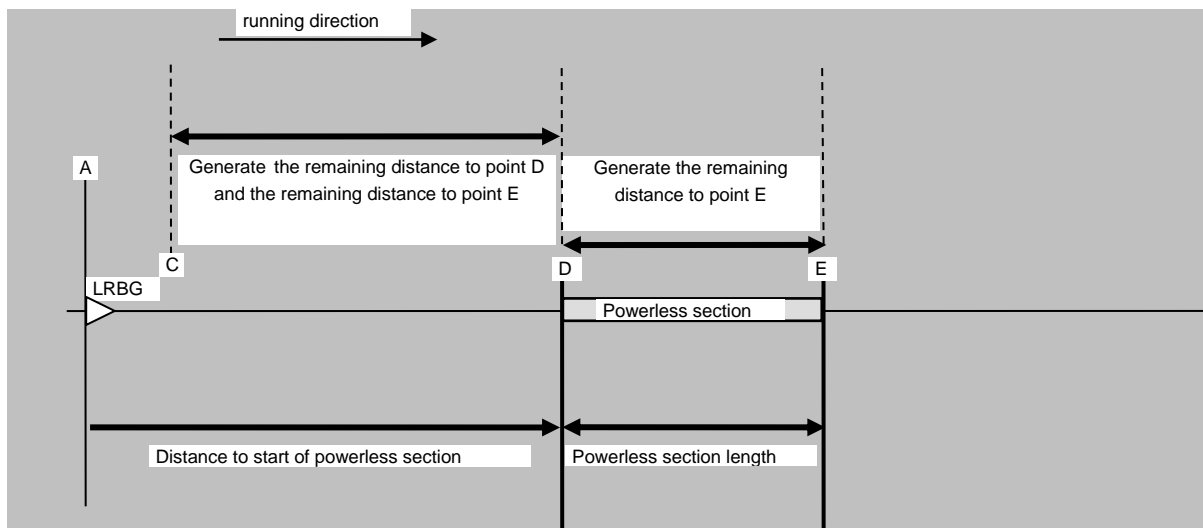 running direction
A
Generate the remaining distance to point D
and the remaining distance to point E
Generate the remaining
distance to point E
C
D
E
LRBG
Powerless section
Distance to start of powerless section
Powerless section length